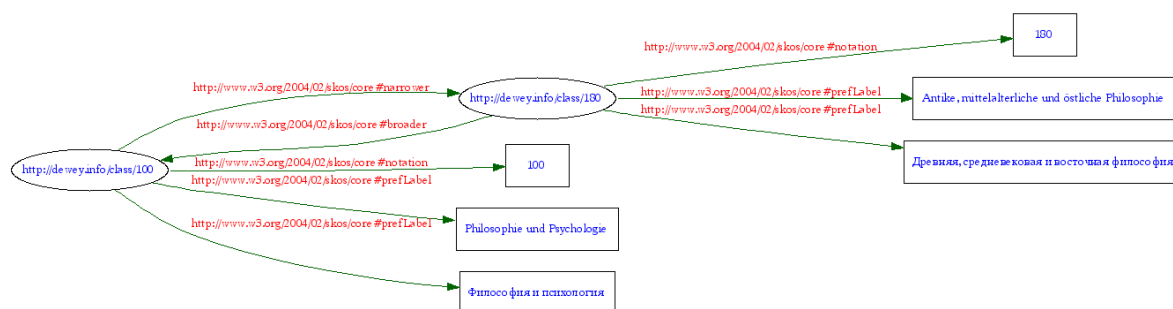 180
http://www.w3.org/2004/02/skos/core#notation
http://www.w3.org/2004/02/skos/core#narrower
http://dewey.info/class/180
http://www.w3.org/2004/02/skos/core#prefLabel
Antike, mittelalterliche und östliche Philosophie
http://www.w3.org/2004/02/skos/core#prefLabel
http://www.w3.org/2004/02/skos/core#broader
http://dewey.info/class/100
http://www.w3.org/2004/02/skos/core#notation
100
Древняя, средневековая и восточная философия
http://www.w3.org/2004/02/skos/core#prefLabel
http://www.w3.org/2004/02/skos/core#prefLabel
Philosophie und Psychologie
Философия и психология